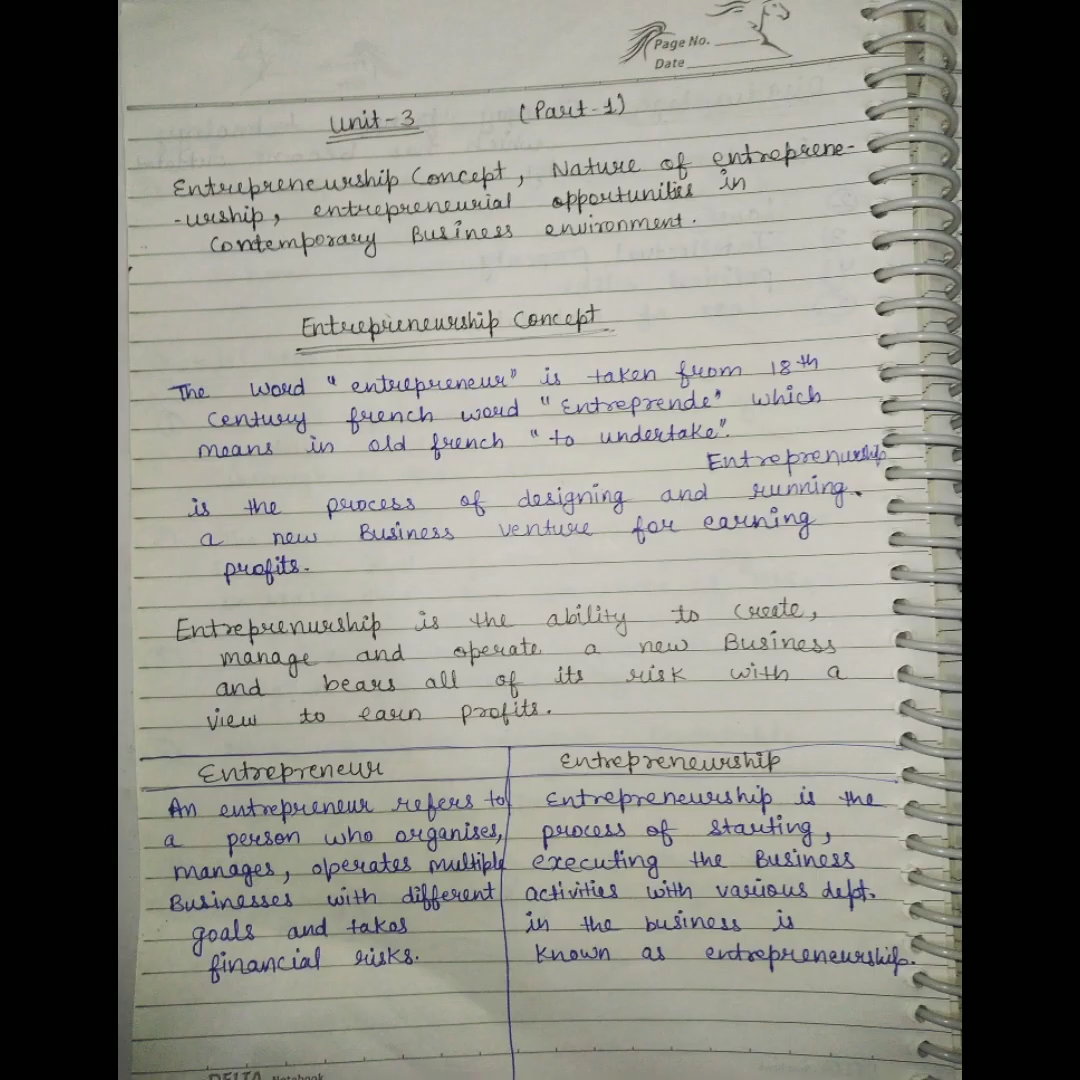 Page No.
Date
Unit-3 (Part-1)
Entrepreneurship Concept, Nature of entreprene-
-urship, entrepreneurial opportunities in
Contemporary Business environment.
Entrepreneurship Concept
The word "entrepreneur" is taken from 18th
Century french word "Entreprende" which
means in old french "to undertake".
Entreprenurship
is the process of designing and running
a new Business venture for earning
profits.
Entreprenurship is the ability to create,
manage and operate a new Business
and bears all of its risk with a
view to earn profits.
Entrepreneur
An entrepreneur refers to
a person who organises,
manages, operates multiple
Businesses with different
goals and takes
financial risks.
Entrepreneurship
Entrepreneurship is the
process of starting,
executing the Business
activities with various dept.
in the business is
known as entrepreneurship.
DELTA Notebook